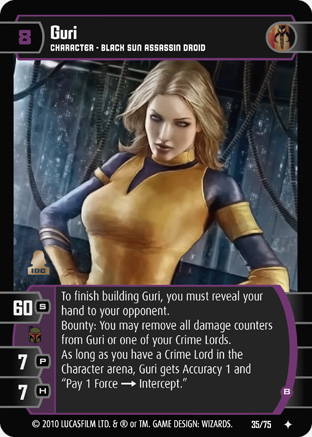 8
Guri
CHARACTER - BLACK SUN ASSASSIN DROID
IDC
60 S
7 P
7 H
To finish building Guri, you must reveal your
hand to your opponent.
Bounty: You may remove all damage counters
from Guri or one of your Crime Lords.
As long as you have a Crime Lord in the
Character arena, Guri gets Accuracy 1 and
“Pay 1 Force → Intercept.”
B
© 2010 LUCASFILM LTD. & ® or TM. GAME DESIGN: WIZARDS.
35/75